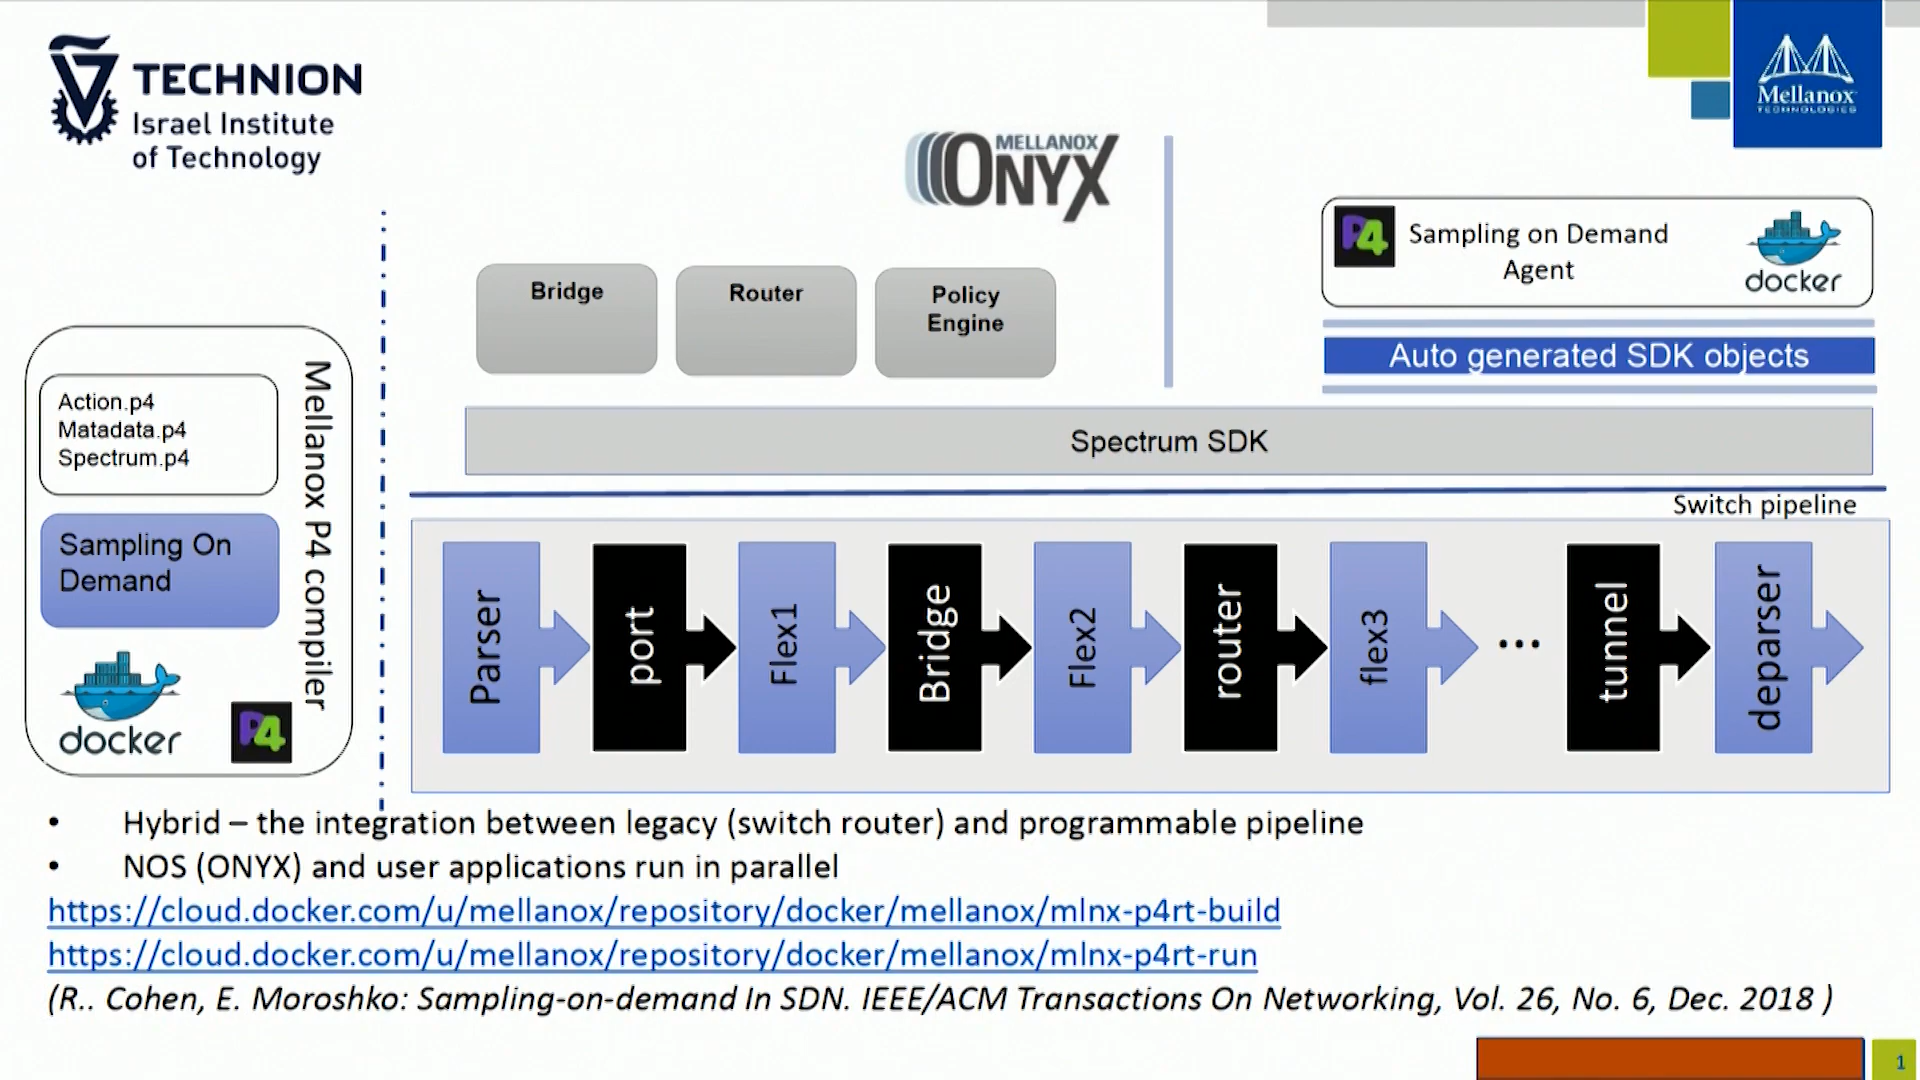 TECHNION
Israel Institute
of Technology
Mellanox
TECHNOLOGIES
MELLANOX
ONYX
P4
Sampling on Demand
Agent
docker
Auto generated SDK objects
Bridge
Router
Policy
Engine
Spectrum SDK
Action.p4
Matadata.p4
Spectrum.p4
Sampling On
Demand
docker
P4
Mellanox P4 compiler
Switch pipeline
Parser
port
Flex1
Bridge
Flex2
router
flex3
...
tunnel
deparser
• Hybrid – the integration between legacy (switch router) and programmable pipeline
• NOS (ONYX) and user applications run in parallel
https://cloud.docker.com/u/mellanox/repository/docker/mellanox/mlnx-p4rt-build
https://cloud.docker.com/u/mellanox/repository/docker/mellanox/mlnx-p4rt-run
(R.. Cohen, E. Moroshko: Sampling-on-demand In SDN. IEEE/ACM Transactions On Networking, Vol. 26, No. 6, Dec. 2018 )
1